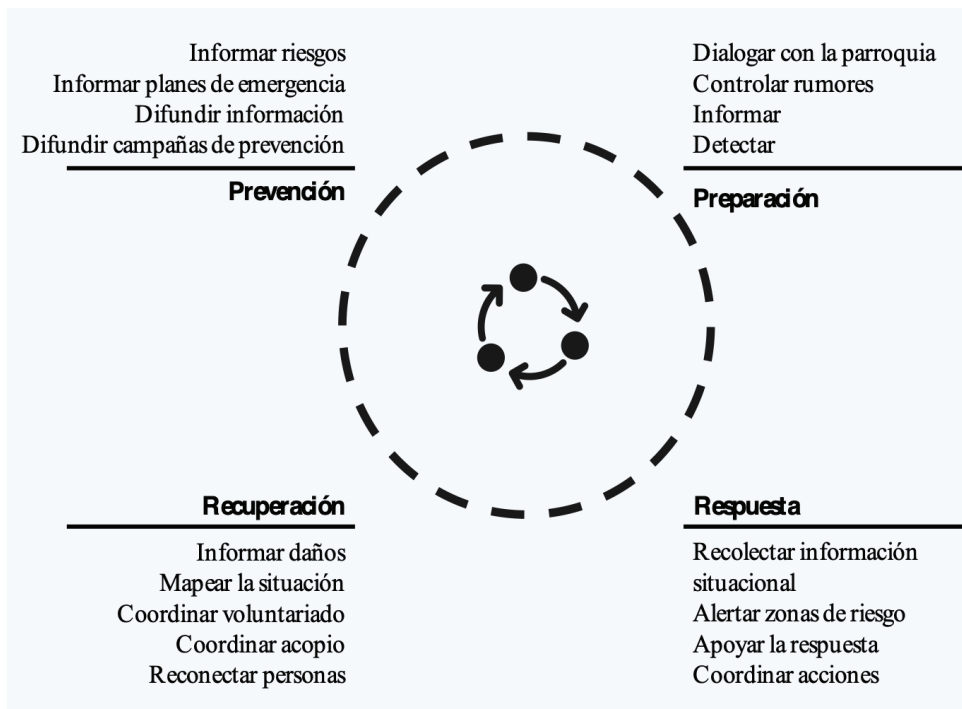 Informar riesgos
Informar planes de emergencia
Difundir información
Difundir campañas de prevención
Prevención
Dialogar con la parroquia
Controlar rumores
Informar
Detectar
Preparación
Recuperación
Informar daños
Mapear la situación
Coordinar voluntariado
Coordinar acopio
Reconectar personas
Respuesta
Recolectar información
situacional
Alertar zonas de riesgo
Apoyar la respuesta
Coordinar acciones